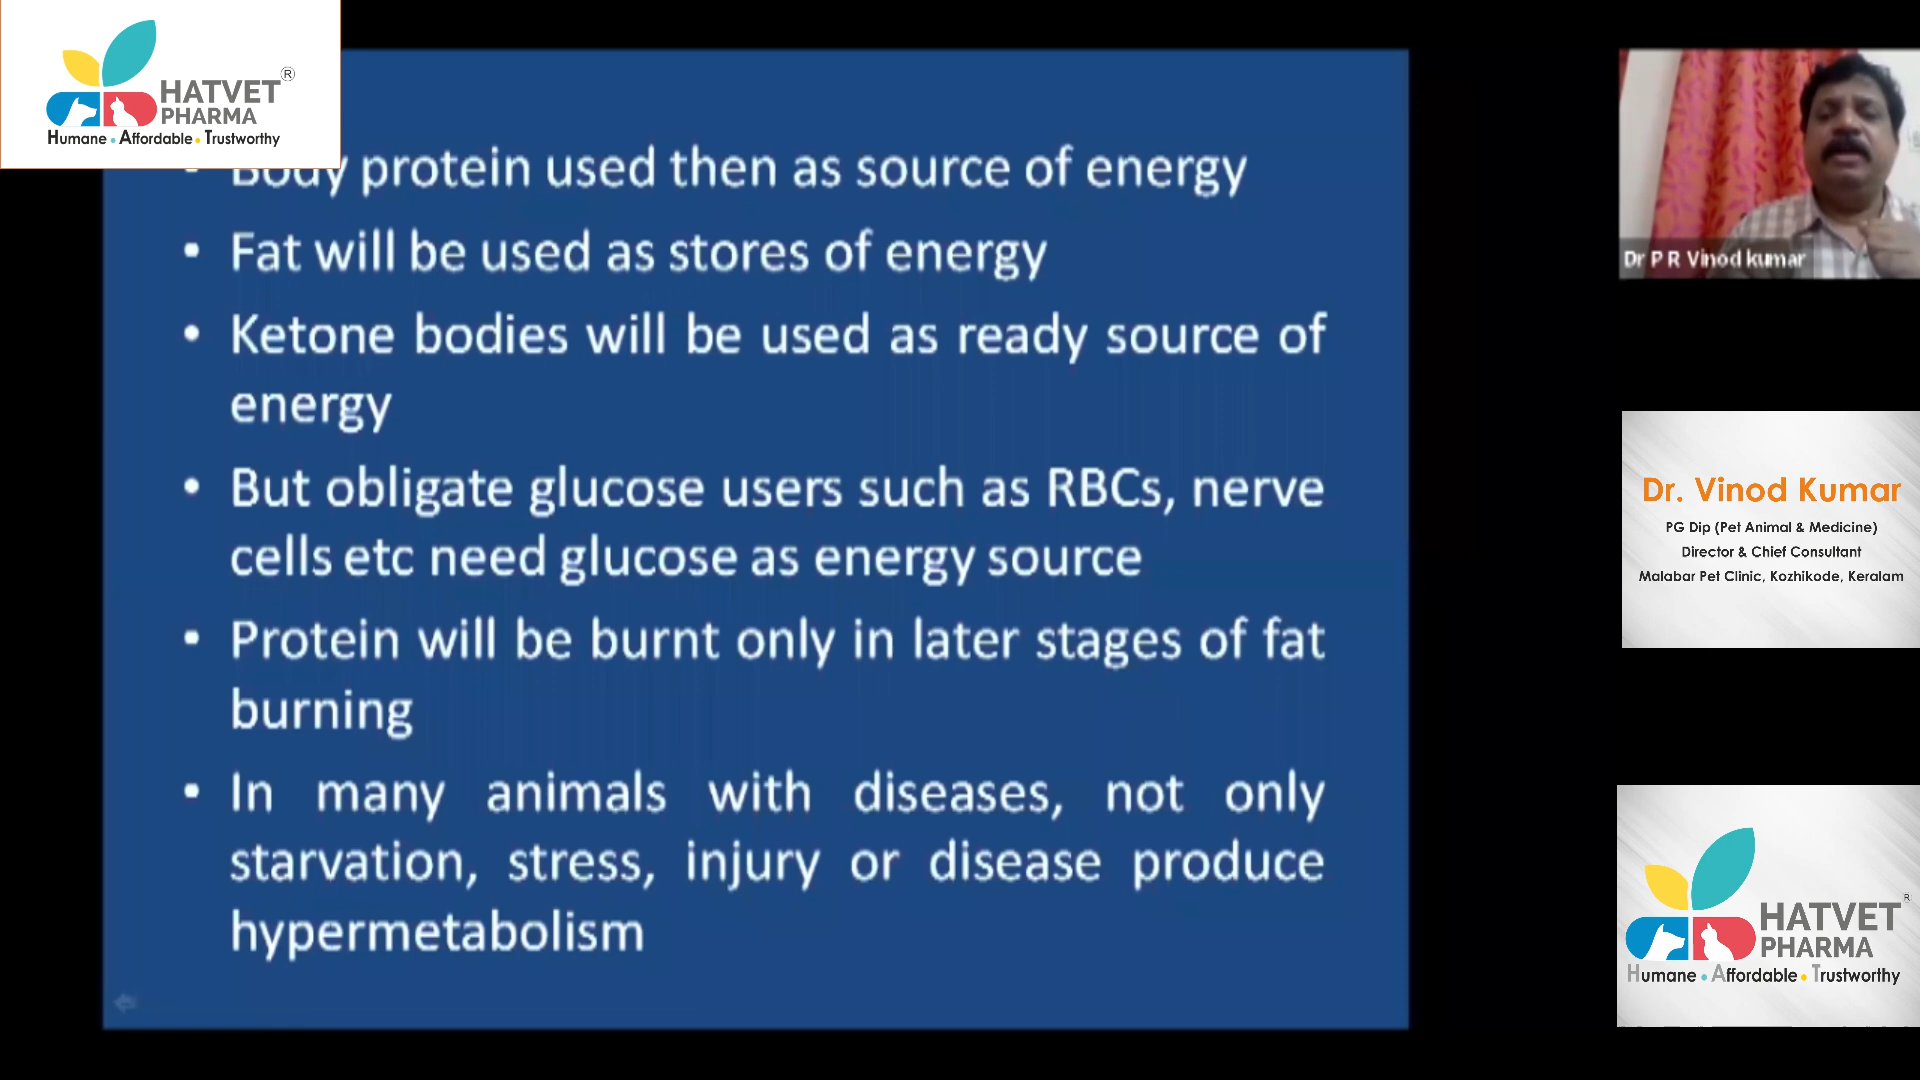 HATVET®
PHARMA
Humane • Affordable • Trustworthy
• Body protein used then as source of energy
• Fat will be used as stores of energy
• Ketone bodies will be used as ready source of
energy
• But obligate glucose users such as RBCs, nerve
cells etc need glucose as energy source
• Protein will be burnt only in later stages of fat
burning
• In many animals with diseases, not only
starvation, stress, injury or disease produce
hypermetabolism
Dr P R Vinod kumar
Dr. Vinod Kumar
PG Dip (Pet Animal & Medicine)
Director & Chief Consultant
Malabar Pet Clinic, Kozhikode, Keralam
HATVET®
PHARMA
Humane • Affordable • Trustworthy